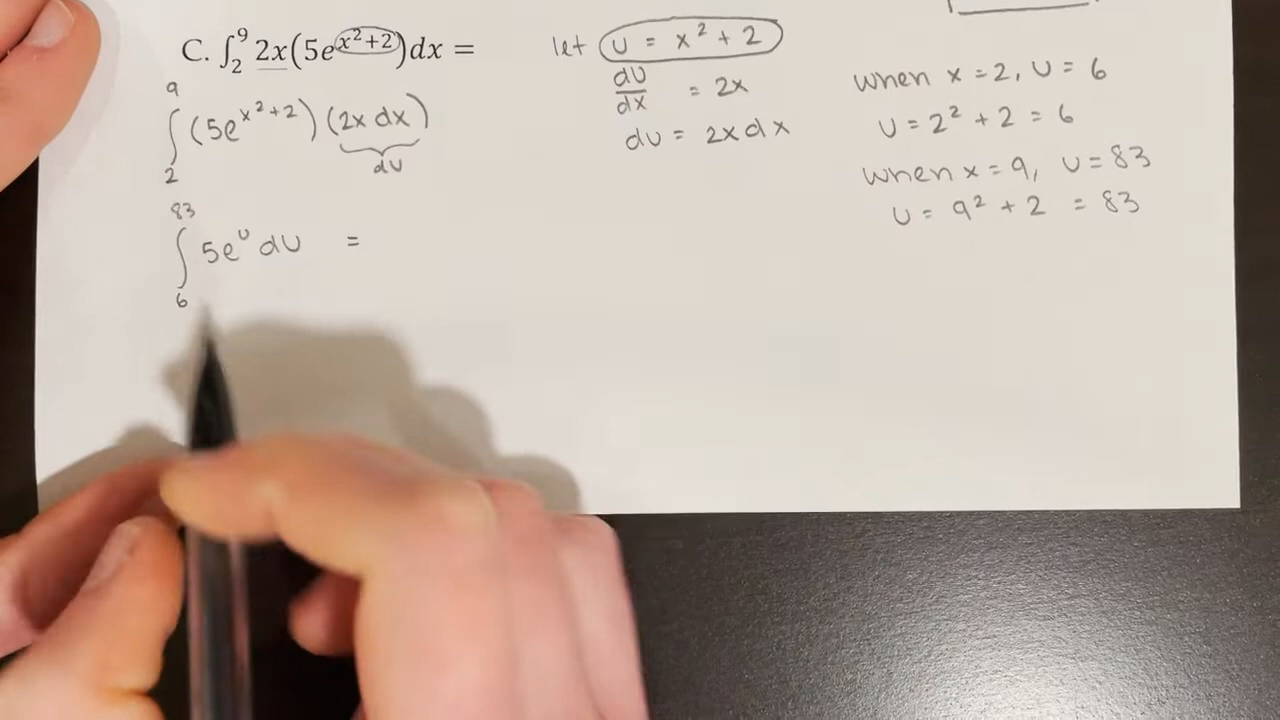 C. ∫₂⁹ 2x(5e^(x²+2))dx =
let u = x² + 2
du/dx = 2x
du = 2x dx
when x = 2, u = 6
u = 2² + 2 = 6
when x = 9, u = 83
u = 9² + 2 = 83
∫₂⁹ (5e^(x²+2)) (2x dx)
du
∫₆⁸³ 5e^u du =